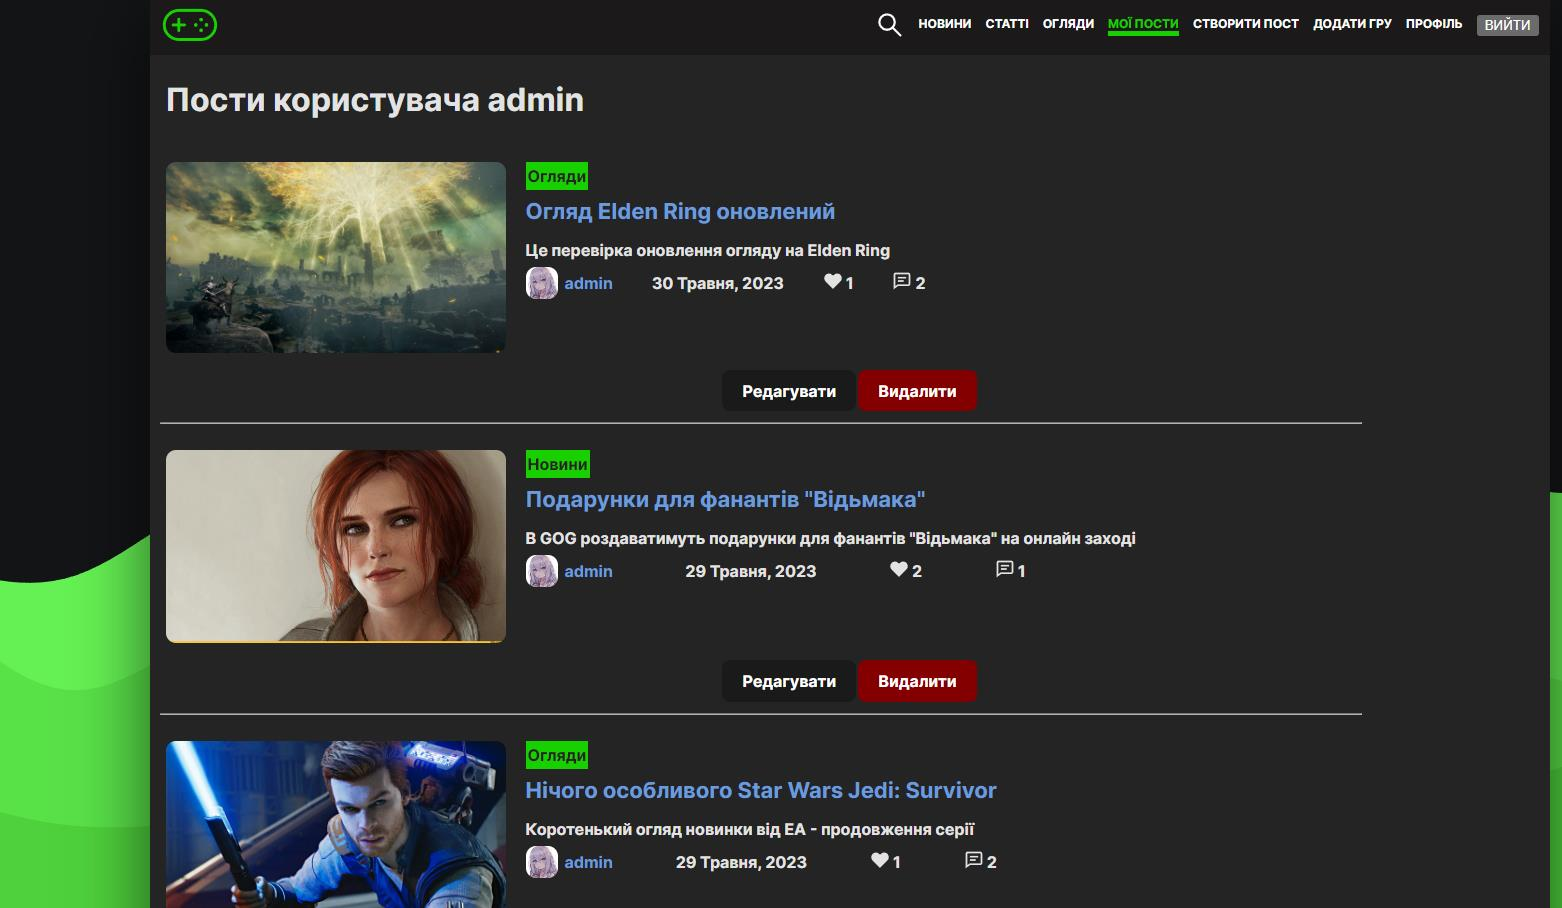 НОВИНИ СТАТТІ ОГЛЯДИ МОЇ ПОСТИ СТВОРИТИ ПОСТ ДОДАТИ ГРУ ПРОФІЛЬ ВИЙТИ
Пости користувача admin
Огляди
Огляд Elden Ring оновлений
Це перевірка оновлення огляду на Elden Ring
admin 30 Травня, 2023 1 2
Редагувати Видалити
Новини
Подарунки для фанантів "Відьмака"
В GOG роздаватимуть подарунки для фанантів "Відьмака" на онлайн заході
admin 29 Травня, 2023 2 1
Редагувати Видалити
Огляди
Нічого особливого Star Wars Jedi: Survivor
Коротенький огляд новинки від EA - продовження серії
admin 29 Травня, 2023 1 2